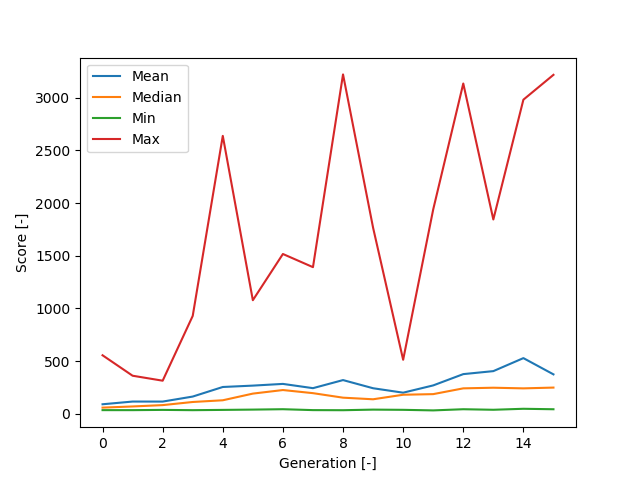 Mean
Median
Min
Max
3000
2500
2000
1500
1000
500
0
Score [-]
0 2 4 6 8 10 12 14
Generation [-]